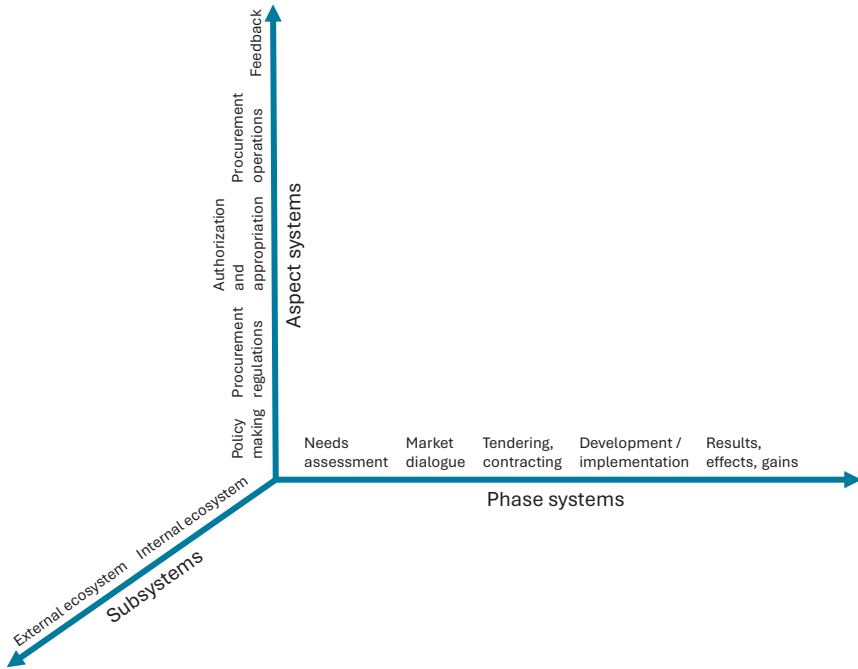 Feedback
Procurement
operations
Authorization
and
appropriation
Procurement
regulations
Policy
making
Aspect systems
Needs
assessment
Market
dialogue
Tendering,
contracting
Development /
implementation
Results,
effects, gains
Phase systems
Internal ecosystem
External ecosystem
Subsystems